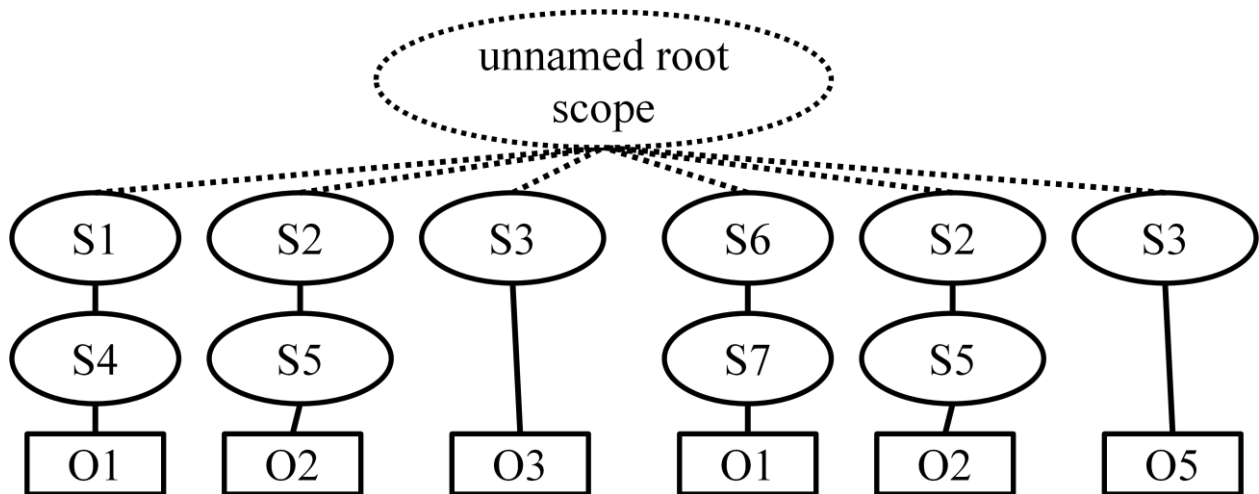 unnamed root
scope
S1 S2 S3 S6 S2 S3
S4 S5 S7 S5
O1 O2 O3 O1 O2 O5